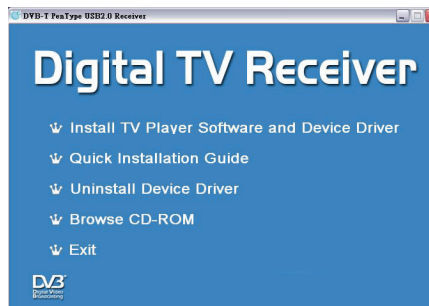 DVB-T PenType USB2.0 Receiver
Digital TV Receiver
Install TV Player Software and Device Driver
Quick Installation Guide
Uninstall Device Driver
Browse CD-ROM
Exit
DVB
Digital Video
Broadcasting